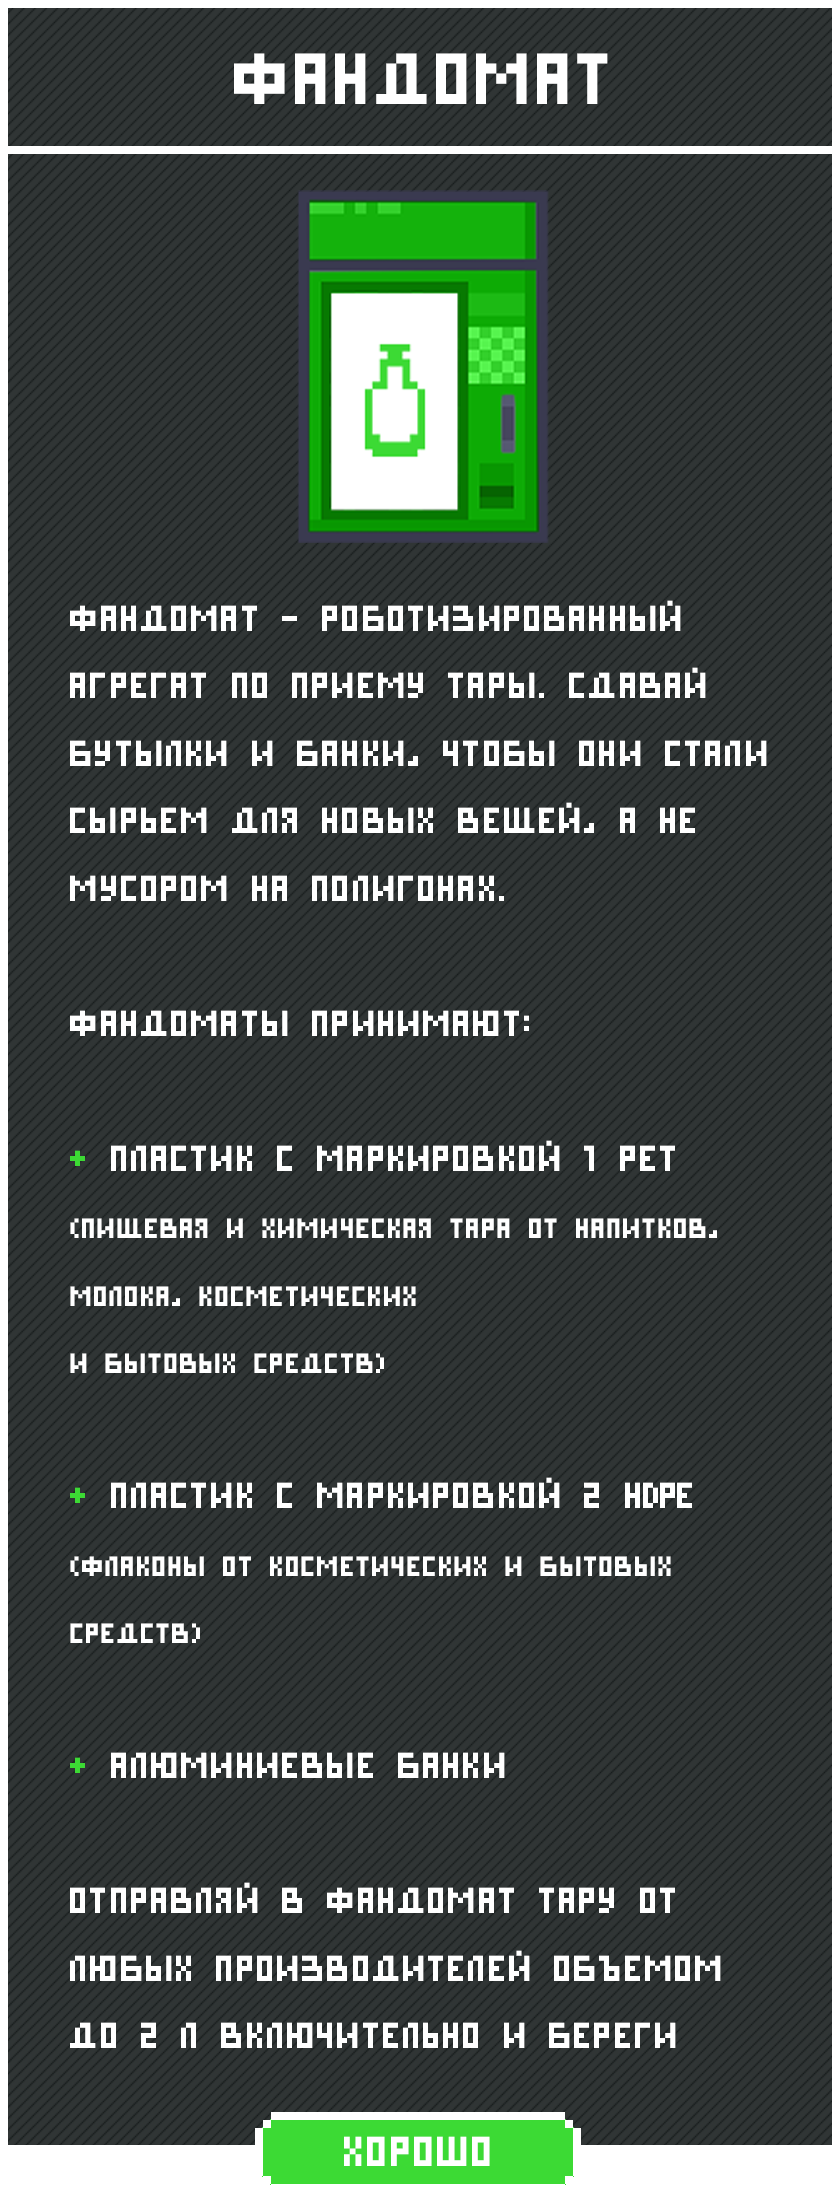 ФАНДОМАТ
ФАНДОМАТ - РОБОТИЗИРОВАННЫЙ
АГРЕГАТ ПО ПРИЕМУ ТАРЫ. СДАВАЙ
БУТЫЛКИ И БАНКИ, ЧТОБЫ ОНИ СТАЛИ
СЫРЬЕМ ДЛЯ НОВЫХ ВЕЩЕЙ, А НЕ
МУСОРОМ НА ПОЛИГОНАХ.
ФАНДОМАТЫ ПРИНИМАЮТ:
+ ПЛАСТИК С МАРКИРОВКОЙ 1 PET
(ПИЩЕВАЯ И ХИМИЧЕСКАЯ ТАРА ОТ НАПИТКОВ,
МОЛОКА, КОСМЕТИЧЕСКИХ
И БЫТОВЫХ СРЕДСТВ)
+ ПЛАСТИК С МАРКИРОВКОЙ 2 HDPE
(ФЛАКОНЫ ОТ КОСМЕТИЧЕСКИХ И БЫТОВЫХ
СРЕДСТВ)
+ АЛЮМИНИЕВЫЕ БАНКИ
ОТПРАВЛЯЙ В ФАНДОМАТ ТАРУ ОТ
ЛЮБЫХ ПРОИЗВОДИТЕЛЕЙ ОБЪЕМОМ
ДО 2 Л ВКЛЮЧИТЕЛЬНО И БЕРЕГИ
ХОРОШО